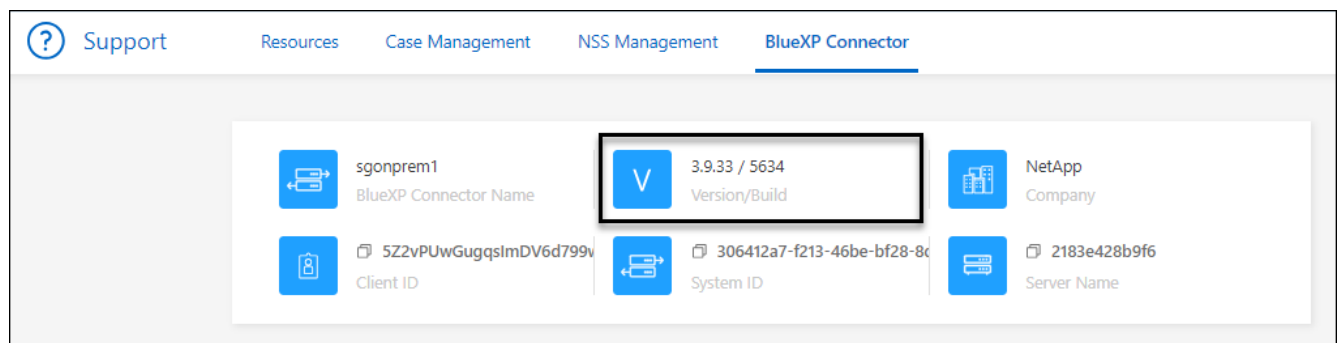 ? Support Resources Case Management NSS Management BlueXP Connector
sgonprem1
BlueXP Connector Name
V
3.9.33 / 5634
Version/Build
NetApp
Company
5Z2vPUwGugqsImDV6d799
Client ID
306412a7-f213-46be-bf28-8
System ID
2183e428b9f6
Server Name